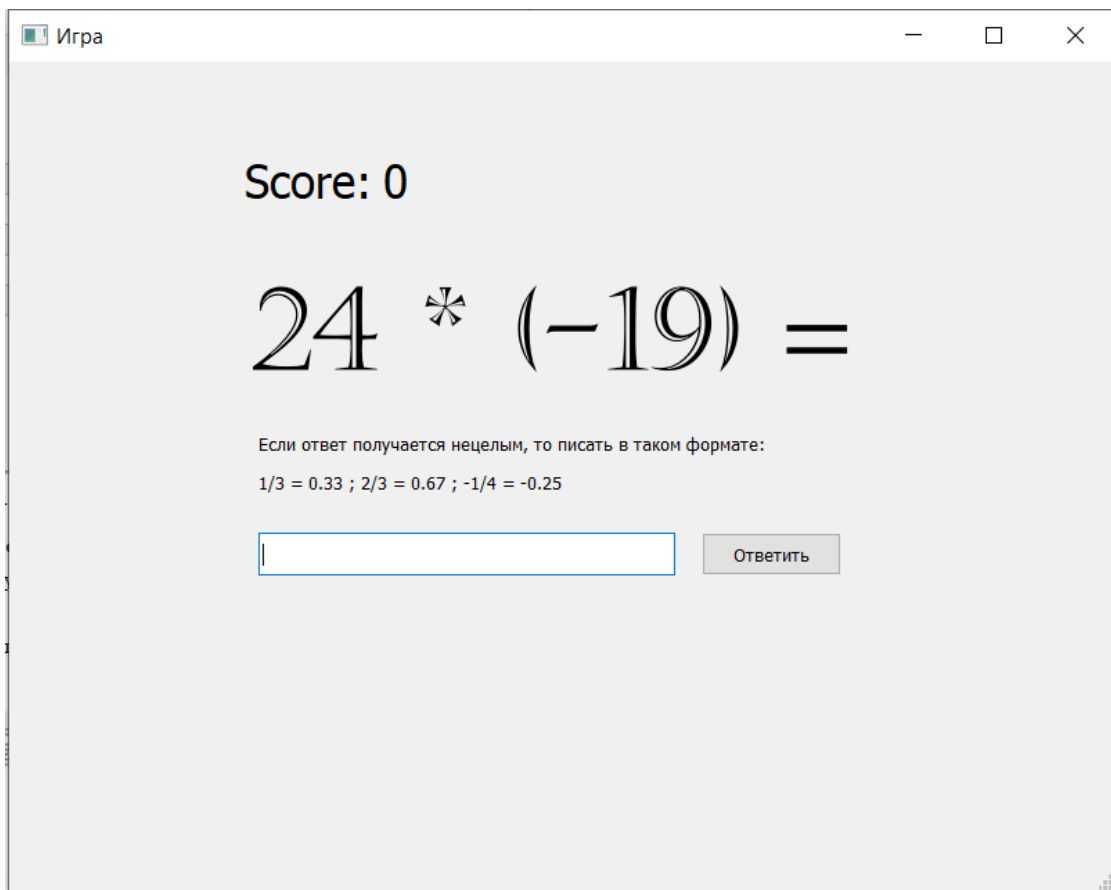 Игра
Score: 0
24 * (-19) =
Если ответ получается нецелым, то писать в таком формате:
1/3 = 0.33 ; 2/3 = 0.67 ; -1/4 = -0.25
Ответить